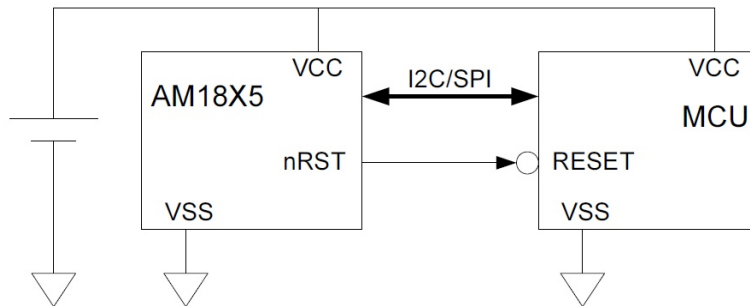 VCC
I2C/SPI
VCC
AM18X5
MCU
nRST
RESET
VSS
VSS